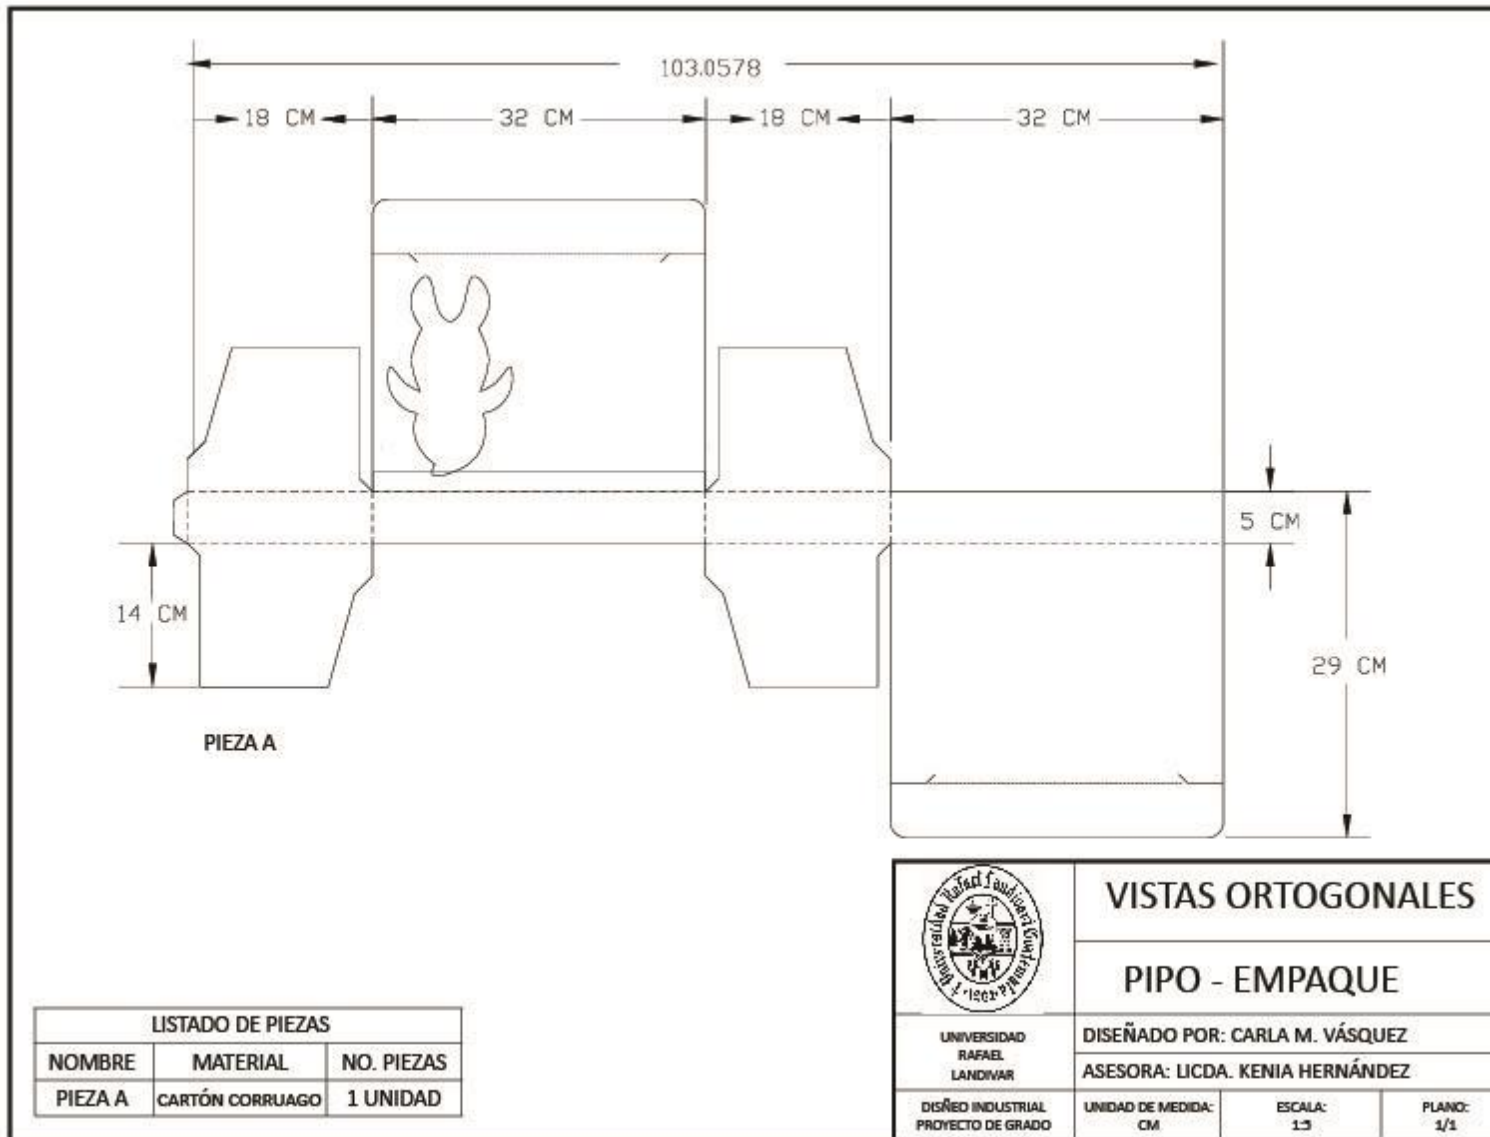 103.0578
18 CM
32 CM
18 CM
32 CM
5 CM
14 CM
29 CM
PIEZA A
LISTADO DE PIEZAS
NOMBRE MATERIAL NO. PIEZAS
PIEZA A CARTÓN CORRUAGO 1 UNIDAD
VISTAS ORTOGONALES
PIPO - EMPAQUE
UNIVERSIDAD
RAFAEL
LANDIVAR
DISEÑADO POR: CARLA M. VÁSQUEZ
ASESORA: LICDA. KENIA HERNÁNDEZ
DISÑEO INDUSTRIAL
PROYECTO DE GRADO
UNIDAD DE MEDIDA:
CM
ESCALA:
PLANO:
1/1